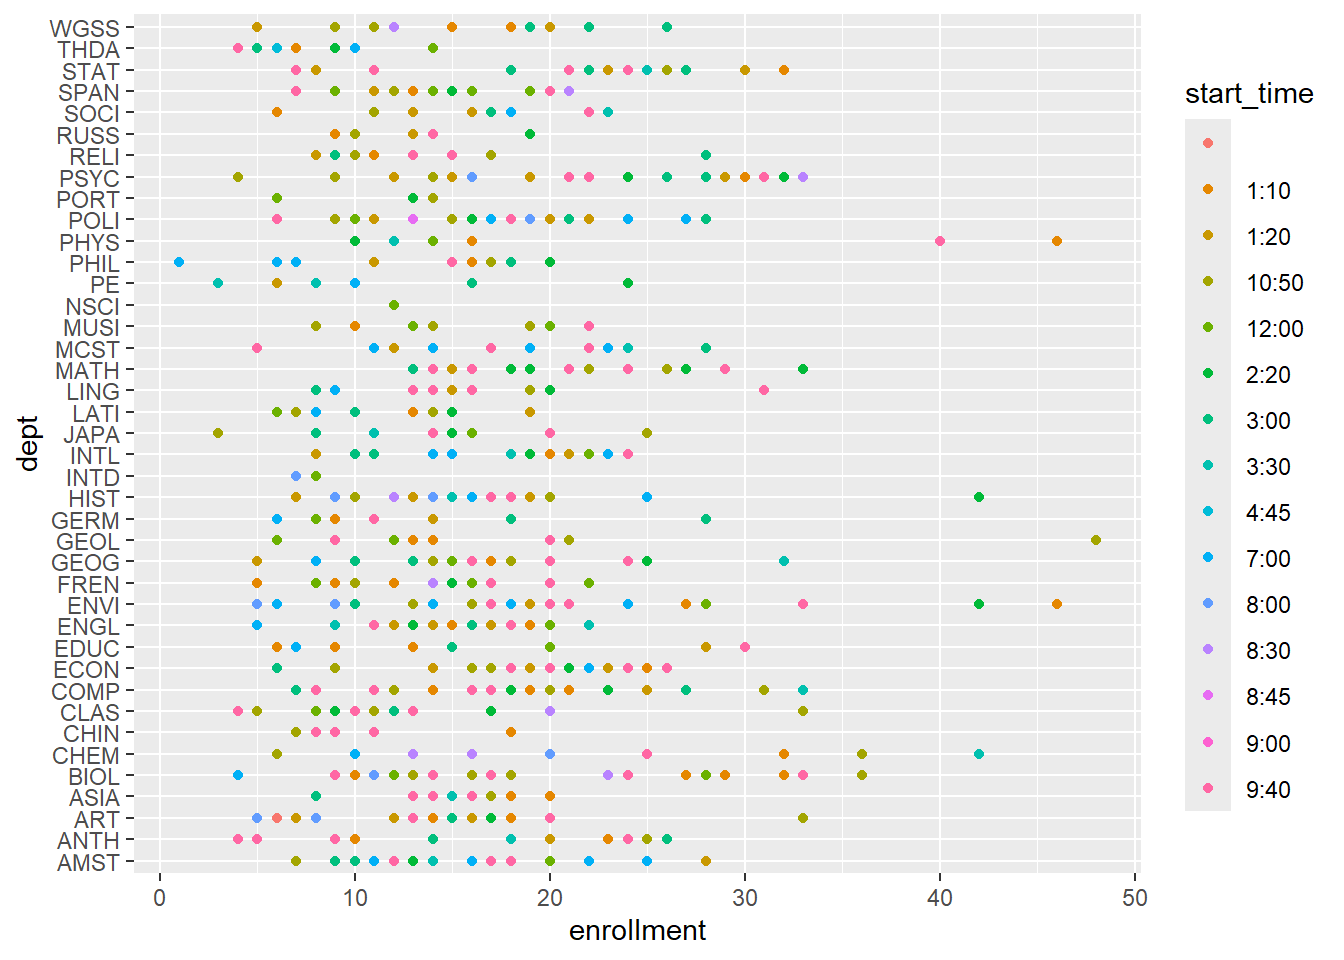 WGSS
THDA
STAT
SPAN
SOCI
RUSS
RELI
PSYC
PORT
POLI
PHYS
PHIL
PE
NSCI
MUSI
MCST
MATH
LING
LATI
JAPA
INTL
INTD
HIST
GERM
GEOL
GEOG
FREN
ENVI
ENGL
EDUC
ECON
COMP
CLAS
CHIN
CHEM
BIOL
ASIA
ART
ANTH
AMST
dept
0 10 20 30 40 50
enrollment
start_time
1:10
1:20
10:50
12:00
2:20
3:00
3:30
4:45
7:00
8:00
8:30
8:45
9:00
9:40